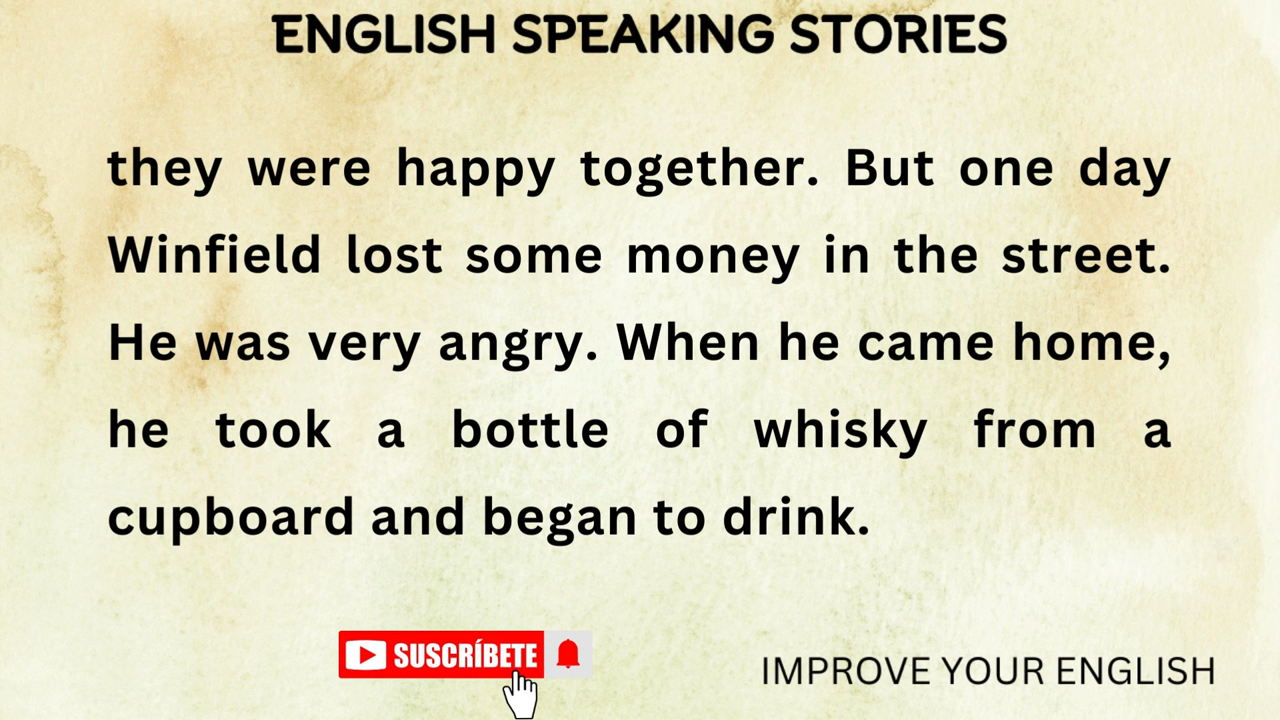 ENGLISH SPEAKING STORIES
they were happy together. But one day
Winfield lost some money in the street.
He was very angry. When he came home,
he took a bottle of whisky from a
cupboard and began to drink.
SUSCRÍBETE
IMPROVE YOUR ENGLISH